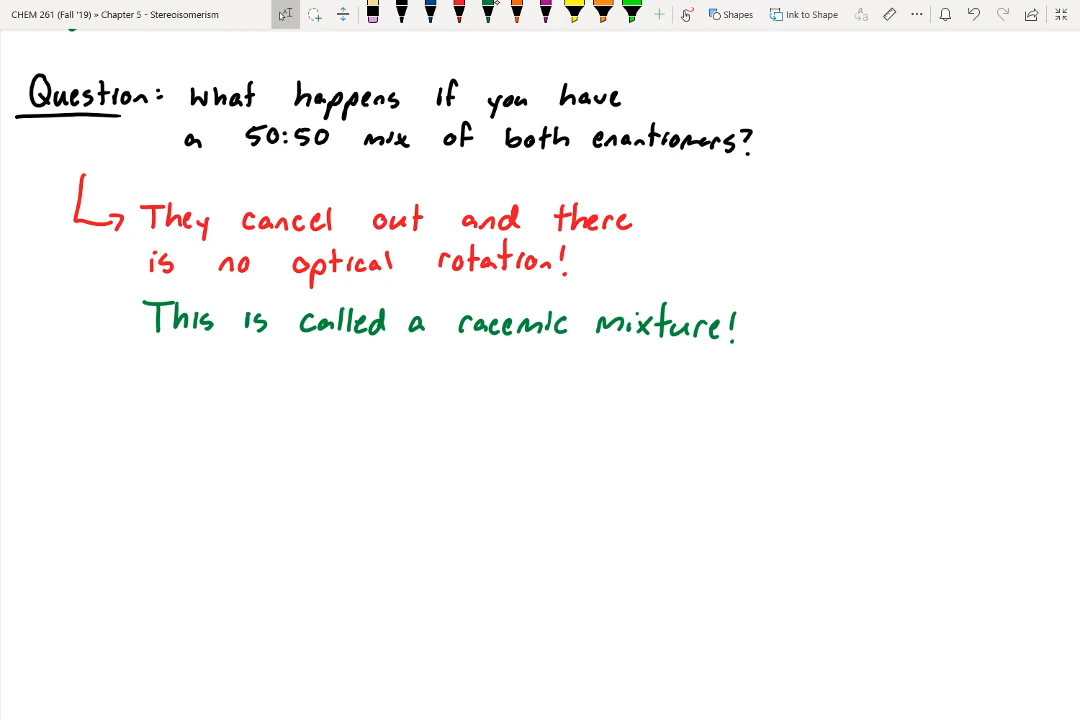 CHEM 261 (Fall '19) » Chapter 5 - Stereoisomerism
Shapes
Ink to Shape
Question: What happens if you have
a 50:50 mix of both enantiomers?
They cancel out and there
is no optical rotation!
This is called a racemic mixture!